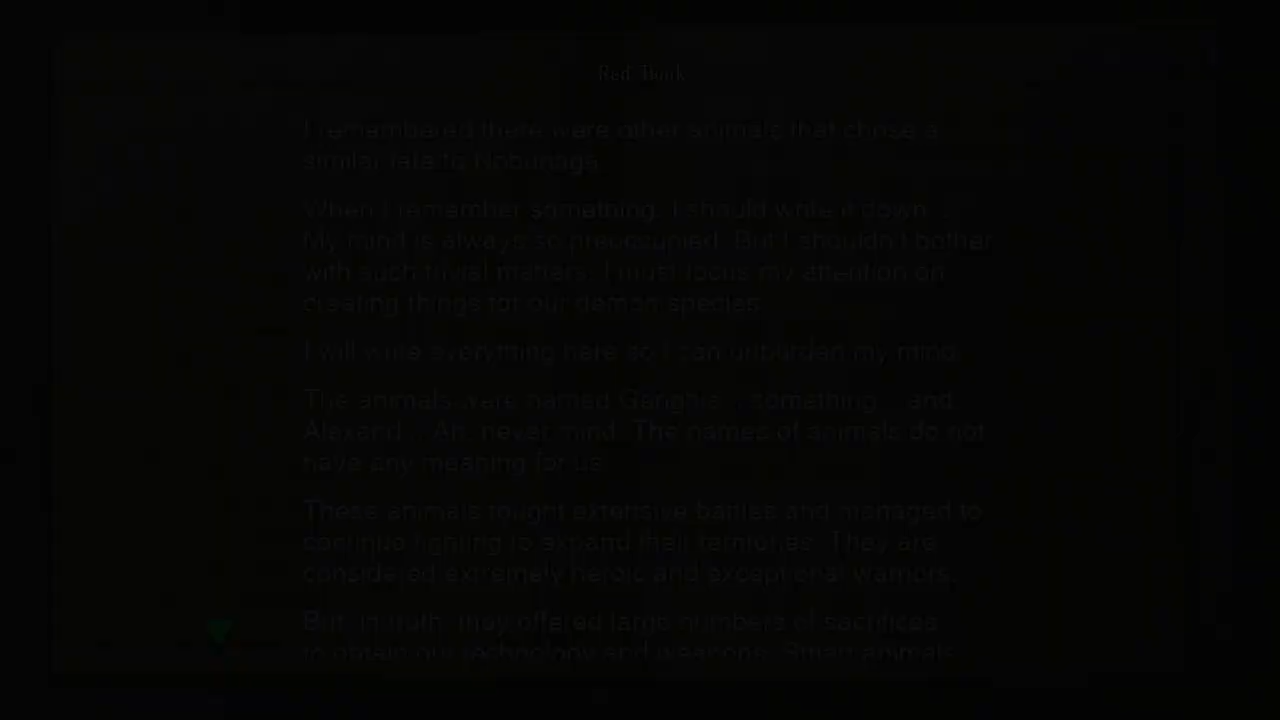 Red Book
I remembered there were other animals that chose a
similar fate to Nobunaga.
When I remember something, I should write it down.
My mind is always so preoccupied. But I shouldn't bother
with such trivial matters. I must focus my attention on
creating things for our demon species.
I will write everything here so I can unburden my mind.
The animals were named Genghis... something... and
Alexand... Ah, never mind. The names of animals do not
have any meaning for us.
These animals fought extensive battles and managed to
continue fighting to expand their territories. They are
considered extremely heroic and exceptional warriors.
But, in truth, they offered large numbers of sacrifices
to obtain our technology and weapons. Smart animals